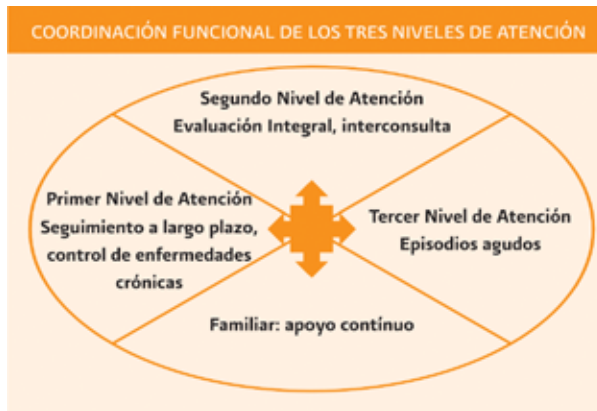 COORDINACIÓN FUNCIONAL DE LOS TRES NIVELES DE ATENCIÓN
Segundo Nivel de Atención
Evaluación Integral, interconsulta
Primer Nivel de Atención
Seguimiento a largo plazo,
control de enfermedades
crónicas
Tercer Nivel de Atención
Episodios agudos
Familiar: apoyo contínuo